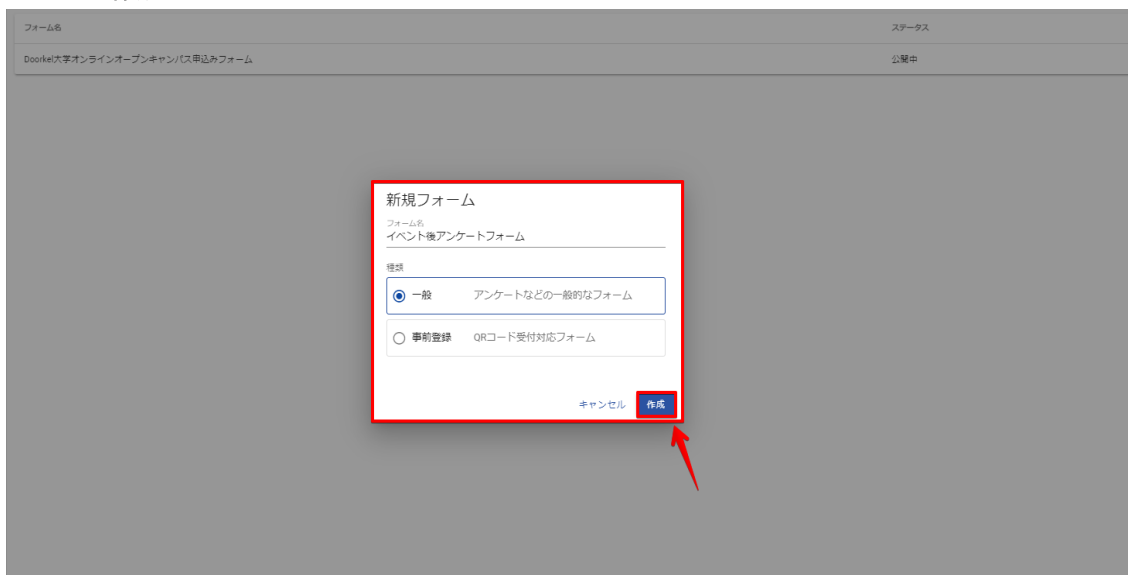 フォーム名 ステータス
Doorkel大学オンラインオープンキャンパス申込みフォーム 公開中
新規フォーム
フォーム名
イベント後アンケートフォーム
種類
一般 アンケートなどの一般的なフォーム
事前登録 QRコード受付対応フォーム
キャンセル 作成